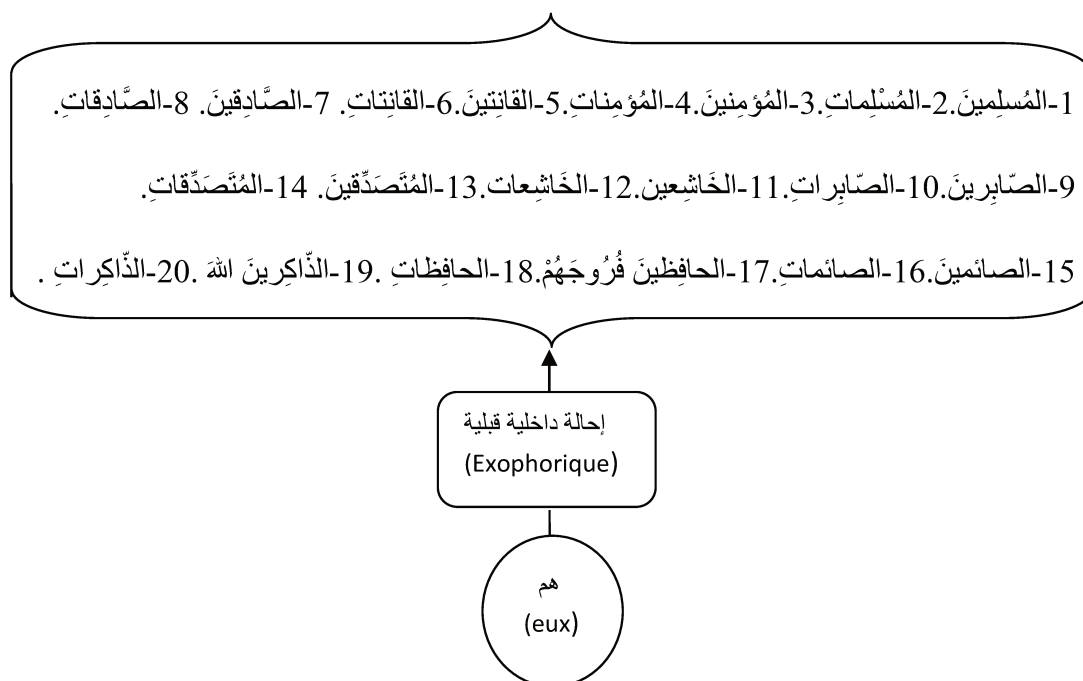 1-المُسلِمينَ.2-المُسْلِماتِ.3-المُؤمِنينَ.4-المُؤمِناتِ.5-القانِتينَ.6-القانِتاتِ. 7-الصَّادِقينَ. 8-الصَّادِقاتِ.
9-الصّابِرينَ.10-الصّابِراتِ.11-الخَاشِعين.12-الخَاشِعات.13-المُتَصَدِّقينَ. 14-المُتَصَدِّقاتِ.
15-الصائمينَ.16-الصائماتِ.17-الحافِظينَ فُرُوجَهُمْ.18-الحافِظاتِ .19-الذّاكِرينَ اللهَ .20-الذّاكِراتِ .
إحالة داخلية قبلية
(Exophorique)
هم
(eux)